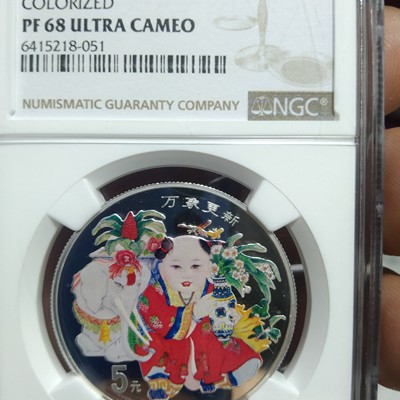 COLORIZED
PF 68 ULTRA CAMEO
6415218-051
NUMISMATIC GUARANTY COMPANY
NGC®
万象更新
5元